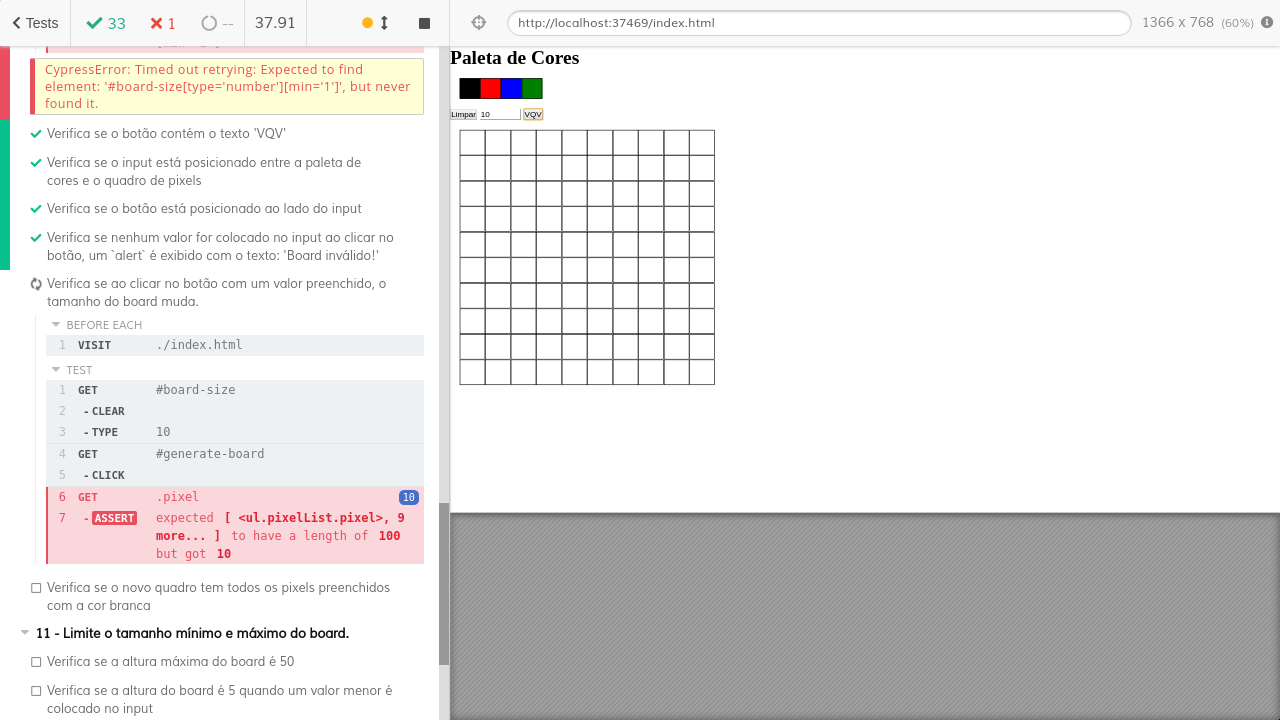 Tests
33
1
--
37.91
http://localhost:37469/index.html
1366 x 768 (60%)
CypressError: Timed out retrying: Expected to find
element: '#board-size[type='number'][min='1']', but never
found it.
Verifica se o botão contém o texto 'VQV'
Verifica se o input está posicionado entre a paleta de
cores e o quadro de pixels
Verifica se o botão está posicionado ao lado do input
Verifica se nenhum valor for colocado no input ao clicar no
botão, um `alert` é exibido com o texto: 'Board inválido!'
Verifica se ao clicar no botão com um valor preenchido, o
tamanho do board muda.
BEFORE EACH
1 VISIT ./index.html
TEST
1 GET #board-size
2 - CLEAR
3 - TYPE 10
4 GET #generate-board
5 - CLICK
6 GET .pixel 10
7 - ASSERT expected [ <ul.pixelList.pixel>, 9
more... ] to have a length of 100
but got 10
Verifica se o novo quadro tem todos os pixels preenchidos
com a cor branca
11 - Limite o tamanho mínimo e máximo do board.
Verifica se a altura máxima do board é 50
Verifica se a altura do board é 5 quando um valor menor é
colocado no input
Paleta de Cores
Limpar 10 VQV